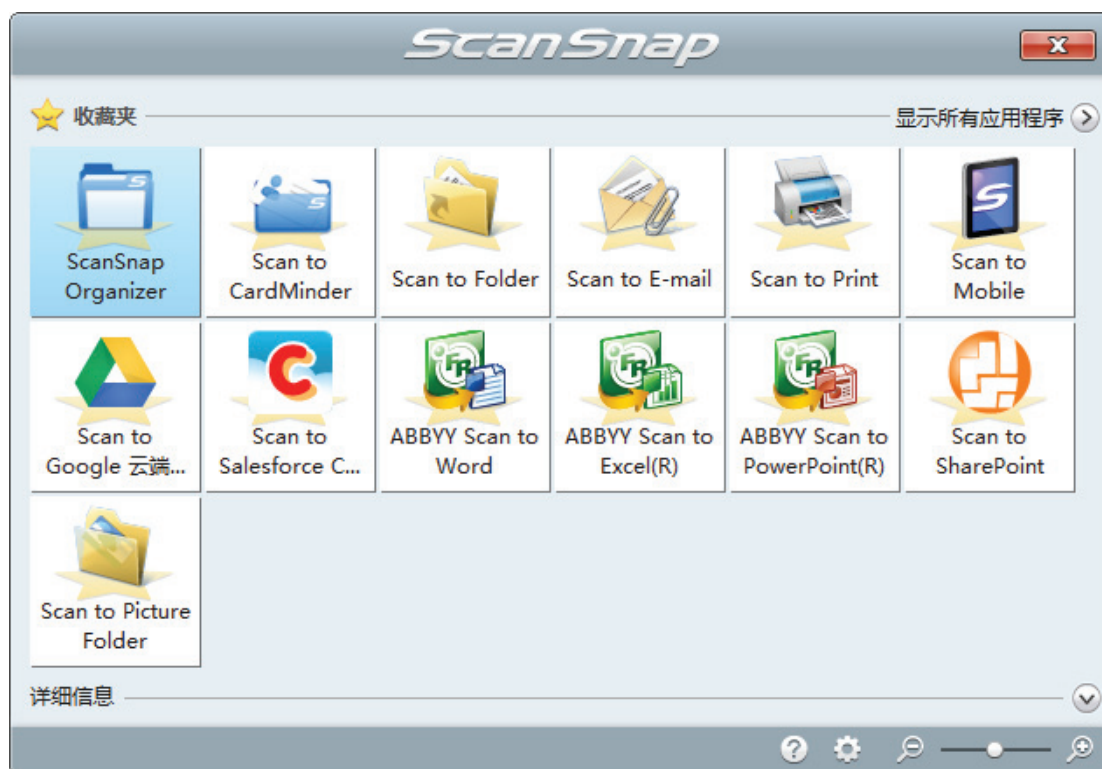 ScanSnap
收藏夹
显示所有应用程序
ScanSnap
Organizer
Scan to
CardMinder
Scan to Folder
Scan to E-mail
Scan to Print
Scan to
Mobile
Scan to
Google 云端...
Scan to
Salesforce C...
ABBYY Scan to
Word
ABBYY Scan to
Excel(R)
ABBYY Scan to
PowerPoint(R)
Scan to
SharePoint
Scan to Picture
Folder
详细信息